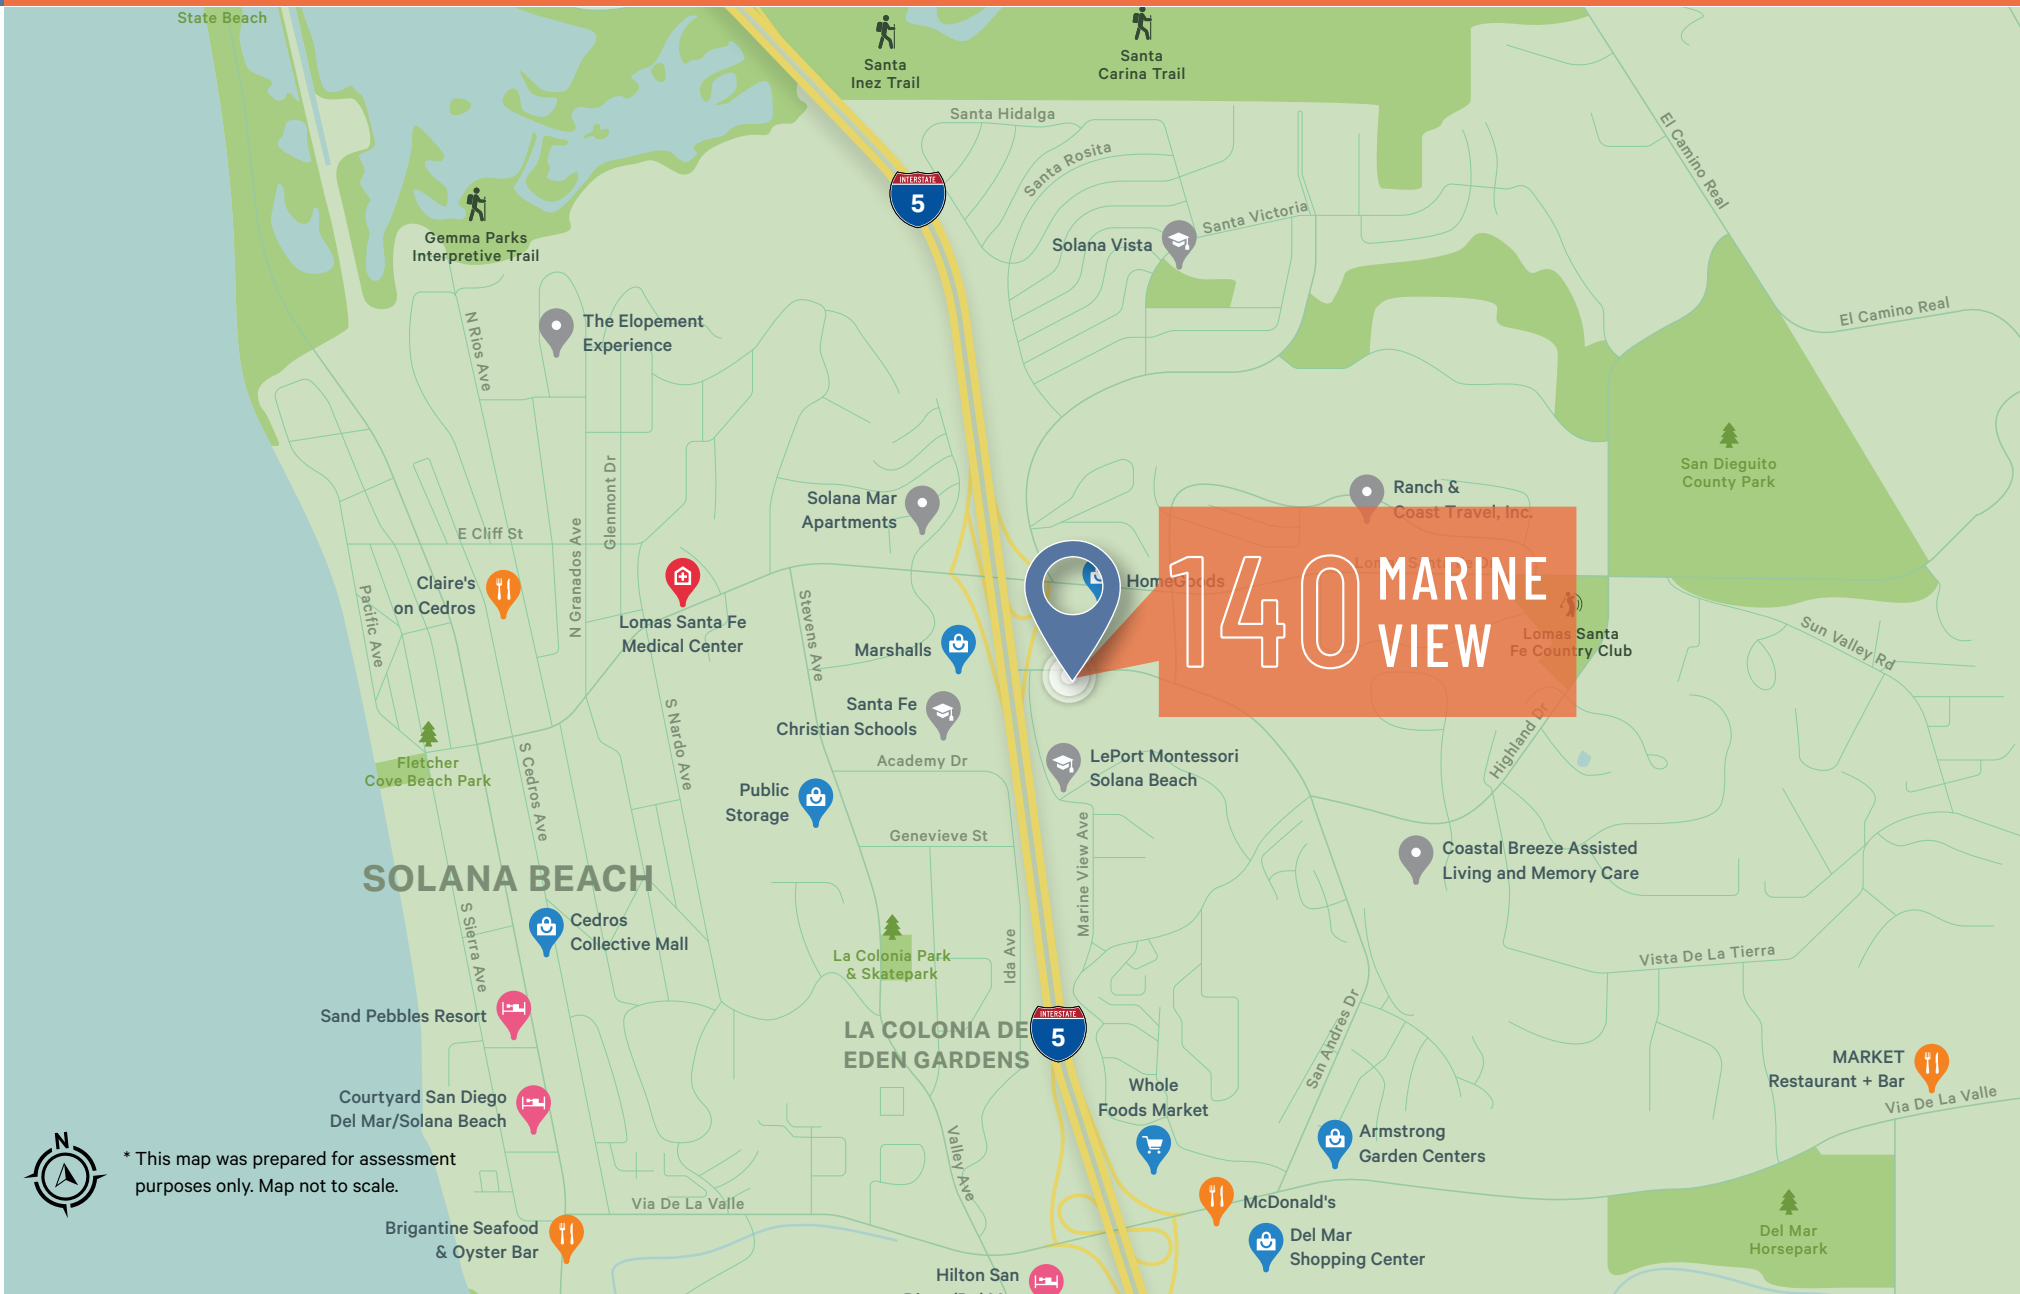 State Beach
Santa
Inez Trail
Santa
Carina Trail
Santa Hidalga
Santa Rosita
El Camino Real
INTERSTATE
5
Gemma Parks
Interpretive Trail
Solana Vista
Santa Victoria
El Camino Real
N Rios Ave
The Elopement
Experience
San Dieguito
County Park
Glenmont Dr
Solana Mar
Apartments
Ranch &
Coast Travel, Inc.
E Cliff St
N Granados Ave
Claire's
on Cedros
Pacific Ave
Lomas Santa Fe
Medical Center
Stevens Ave
HomeGoods
140 MARINE
VIEW
Lomas Santa
Fe Country Club
Sun Valley Rd
Marshalls
Santa Fe
Christian Schools
S Nardo Ave
Academy Dr
LePort Montessori
Solana Beach
Highland Dr
Fletcher
Cove Beach Park
S Cedros Ave
Public
Storage
Genevieve St
Marine View Ave
Coastal Breeze Assisted
Living and Memory Care
SOLANA BEACH
S Sierra Ave
Cedros
Collective Mall
La Colonia Park
& Skatepark
Ida Ave
Vista De La Tierra
Sand Pebbles Resort
LA COLONIA DE
EDEN GARDENS
INTERSTATE
5
San Andres Dr
MARKET
Restaurant + Bar
Via De La Valle
Courtyard San Diego
Del Mar/Solana Beach
Whole
Foods Market
Armstrong
Garden Centers
N
* This map was prepared for assessment
purposes only. Map not to scale.
Valley Ave
Via De La Valle
McDonald's
Brigantine Seafood
& Oyster Bar
Del Mar
Shopping Center
Del Mar
Horsepark
Hilton San